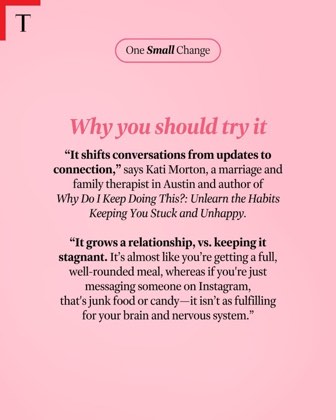 T
One Small Change
Why you should try it
“It shifts conversations from updates to
connection,” says Kati Morton, a marriage and
family therapist in Austin and author of
Why Do I Keep Doing This?: Unlearn the Habits
Keeping You Stuck and Unhappy.
“It grows a relationship, vs. keeping it
stagnant. It’s almost like you’re getting a full,
well-rounded meal, whereas if you're just
messaging someone on Instagram,
that's junk food or candy—it isn’t as fulfilling
for your brain and nervous system.”